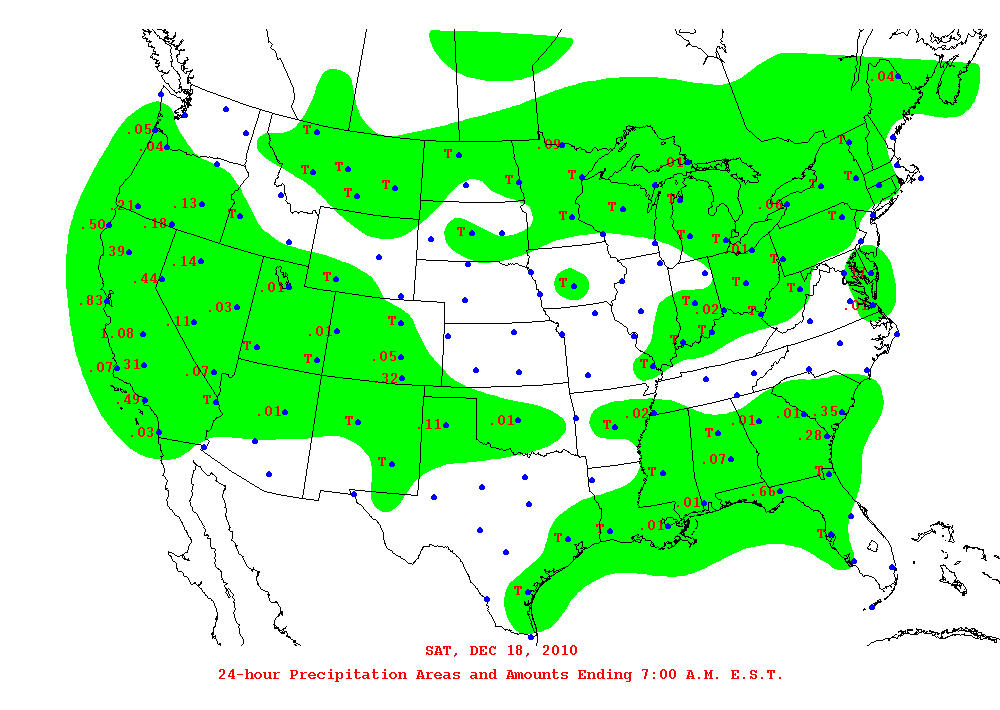 .04
.05
T
.04
T
.09
T
T
T
.01
T
T
T
.21
.13
T
T
T
T
.06
T
.50
.18
T
T
T
.39
.14
.01
T
.44
.01
T
T
T
T
.83
.03
T
.02
T
.08
.11
.01
T
T
T
.07
.31
.07
T
T
.05
.32
T
.49
T
.01
.03
T
.11
.01
T
.02
T
.01
.01
.35
.28
T
.07
T
T
.66
.01
T
T
.01
T
T
SAT, DEC 18, 2010
24-hour Precipitation Areas and Amounts Ending 7:00 A.M. E.S.T.